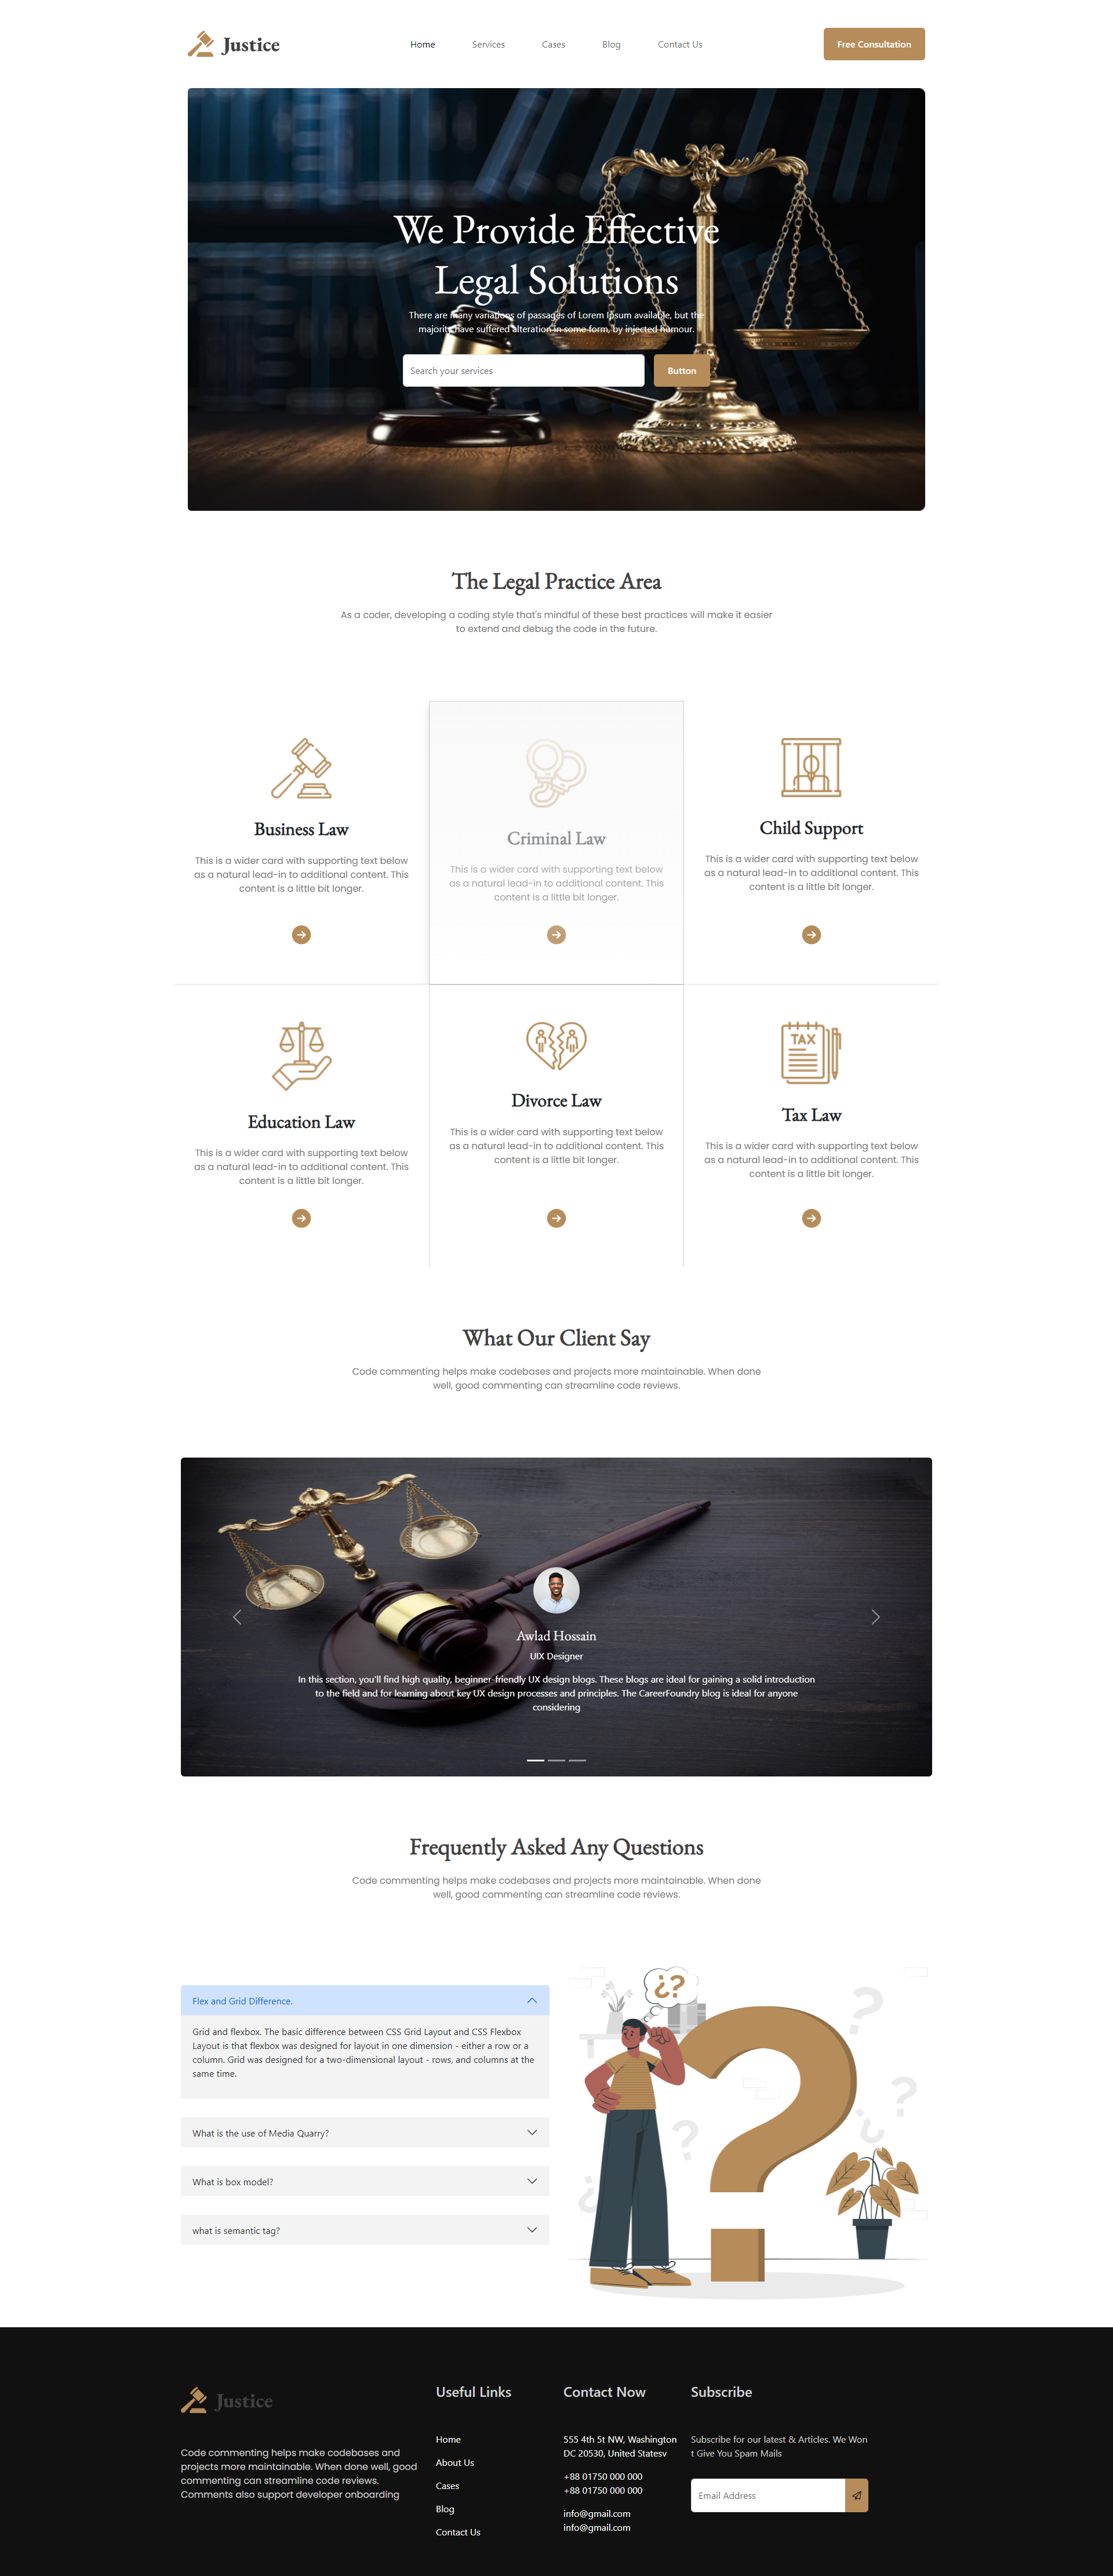 Justice
Home
Services
Cases
Blog
Contact Us
Free Consultation
We Provide Effective
Legal Solutions
There are many variations of passages of Lorem Ipsum available, but the
majority have suffered alteration in some form, by injected humour.
Search your services
Button
The Legal Practice Area
As a coder, developing a coding style that's mindful of these best practices will make it easier
to extend and debug the code in the future.
Business Law
This is a wider card with supporting text below
as a natural lead-in to additional content. This
content is a little bit longer.
Criminal Law
This is a wider card with supporting text below
as a natural lead-in to additional content. This
content is a little bit longer.
Child Support
This is a wider card with supporting text below
as a natural lead-in to additional content. This
content is a little bit longer.
Education Law
This is a wider card with supporting text below
as a natural lead-in to additional content. This
content is a little bit longer.
Divorce Law
This is a wider card with supporting text below
as a natural lead-in to additional content. This
content is a little bit longer.
TAX
Tax Law
This is a wider card with supporting text below
as a natural lead-in to additional content. This
content is a little bit longer.
What Our Client Say
Code commenting helps make codebases and projects more maintainable. When done
well, good commenting can streamline code reviews.
Awlad Hossain
UIX Designer
In this section, you'll find high quality, beginner-friendly UX design blogs. These blogs are ideal for gaining a solid introduction
to the field and for learning about key UX design processes and principles. The CareerFoundry blog is ideal for anyone
considering
Frequently Asked Any Questions
Code commenting helps make codebases and projects more maintainable. When done
well, good commenting can streamline code reviews.
Flex and Grid Difference.
Grid and flexbox. The basic difference between CSS Grid Layout and CSS Flexbox
Layout is that flexbox was designed for layout in one dimension - either a row or a
column. Grid was designed for a two-dimensional layout - rows, and columns at the
same time.
What is the use of Media Quarry?
What is box model?
what is semantic tag?
¿?
?
Justice
Code commenting helps make codebases and
projects more maintainable. When done well, good
commenting can streamline code reviews.
Comments also support developer onboarding
Useful Links
Home
About Us
Cases
Blog
Contact Us
Contact Now
555 4th 5t NW, Washington
DC 20530, United Statesv
+88 01750 000 000
+88 01750 000 000
info@gmail.com
info@gmail.com
Subscribe
Subscribe for our latest & Articles. We Won
t Give You Spam Mails
Email Address